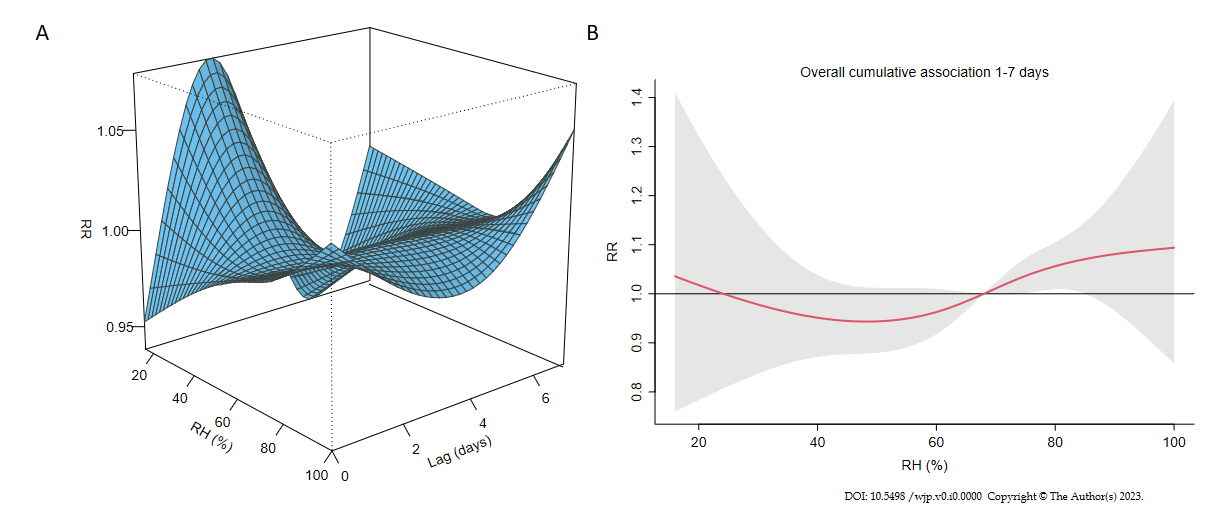 A
1.05
1.00
0.95
RR
20
40
60
80
100
RH (%)
0
2
4
6
Lag (days)
B
Overall cumulative association 1-7 days
1.4
1.3
1.2
1.1
1.0
0.9
0.8
RR
20 40 60 80 100
RH (%)
DOI: 10.5498 /wjp.v0.i0.0000 Copyright © The Author(s) 2023.